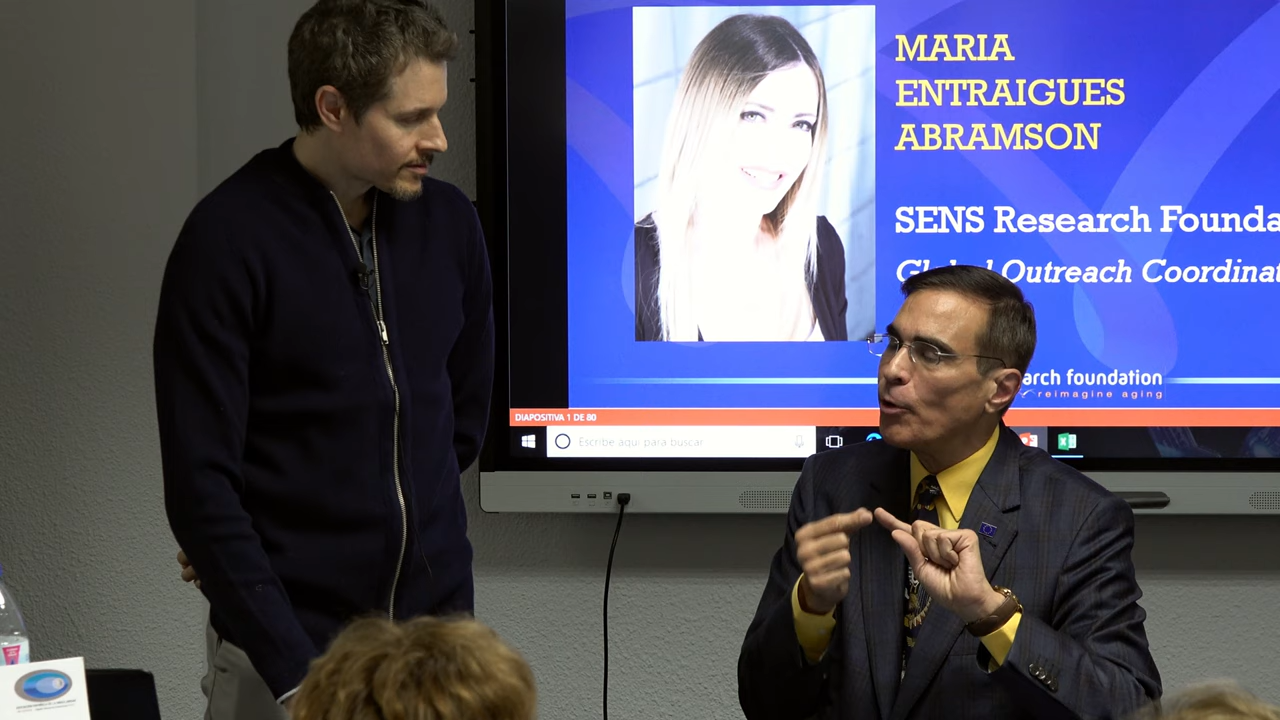 MARIA
ENTRAIGUES
ABRAMSON
SENS Research Founda
Global Outreach Coordinat
arch foundation
reimagine aging
DIAPOSITIVA 1 DE 80
Escribe aquí para buscar